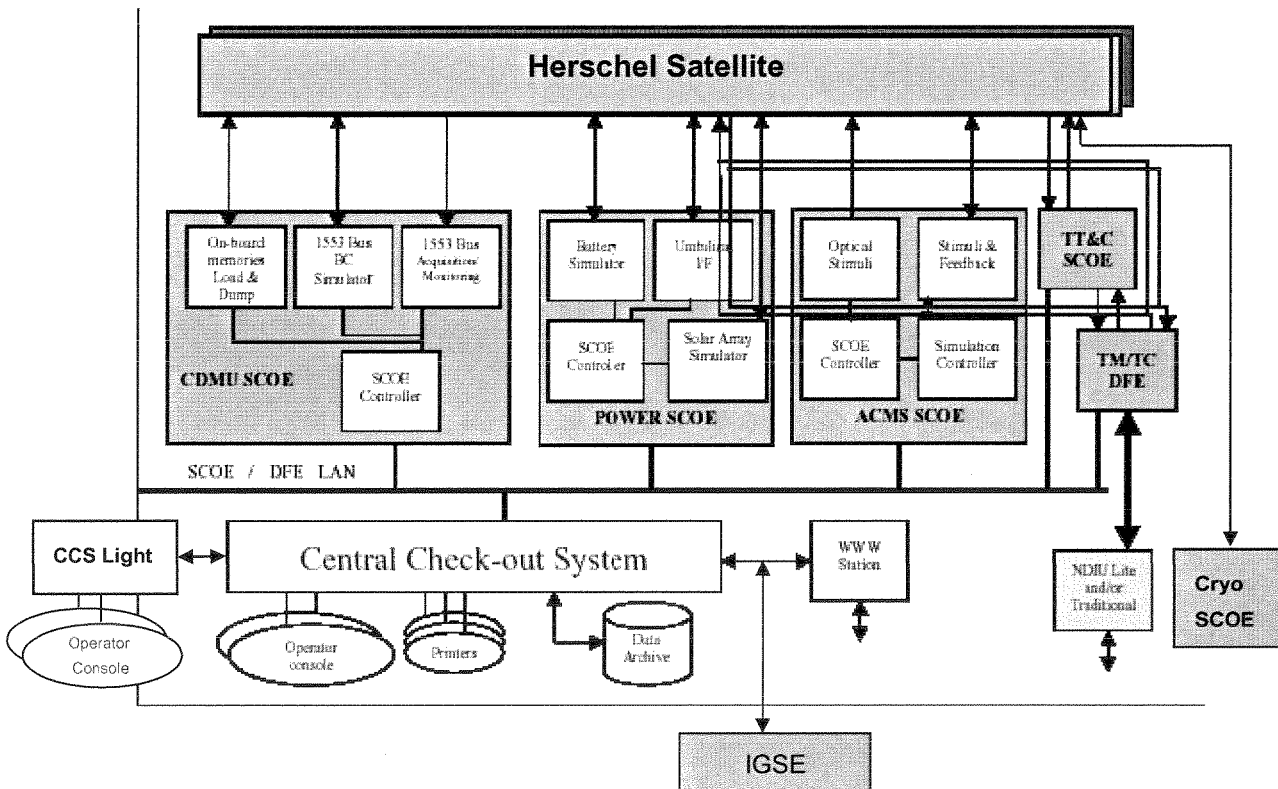 Herschel Satellite
On-board
memories
Load &
Dump
1553 Bus
BC
Simulator
1553 Bus
Acquisition/
Monitoring
SCOE
Controller
CDMU SCOE
Battery
Simulator
Umbilical
I/F
SCOE
Controller
Solar Array
Simulator
POWER SCOE
Optical
Stimuli
Stimuli &
Feedback
SCOE
Controller
Simulation
Controller
ACMS SCOE
TT&C
SCOE
TM/TC
DFE
SCOE / DFE LAN
CCS Light
Central Check-out System
WWW
Station
NDIU Lite
and/or
Traditional
Cryo
SCOE
Operator
Console
Operator
console
Printers
Data
Archive
IGSE